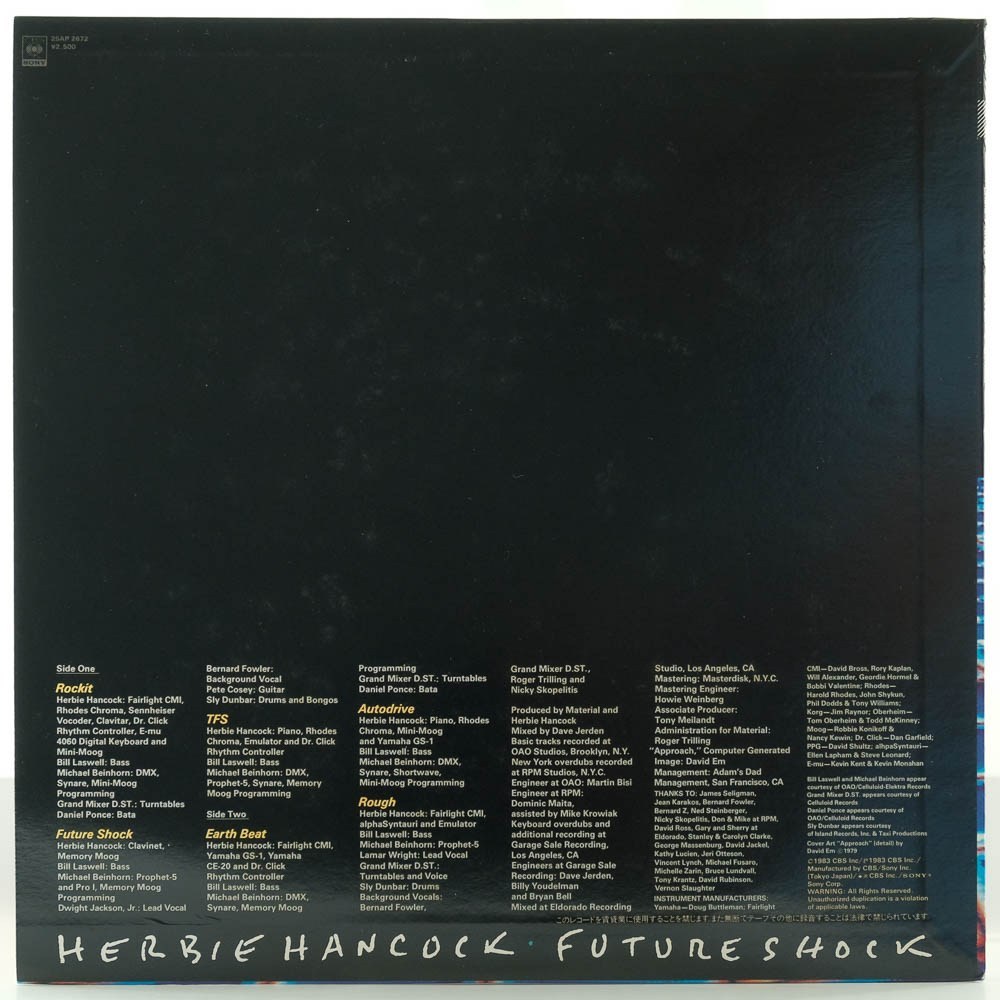 SONY
25AP 2672
¥2,500
Side One
Rockit
Herbie Hancock: Fairlight CMI,
Rhodes Chroma, Sennheiser
Vocoder, Clavitar, Dr. Click
Rhythm Controller, E-mu
4060 Digital Keyboard and
Mini-Moog
Bill Laswell: Bass
Michael Beinhorn: DMX,
Synare, Mini-Moog
Programming
Grand Mixer D.ST.: Turntables
Daniel Ponce: Bata
Future Shock
Herbie Hancock: Clavinet,
Memory Moog
Bill Laswell: Bass
Michael Beinhorn: Prophet-5
and Pro I, Memory Moog
Programming
Dwight Jackson, Jr.: Lead Vocal
Bernard Fowler:
Background Vocal
Pete Cosey: Guitar
Sly Dunbar: Drums and Bongos
TFS
Herbie Hancock: Piano, Rhodes
Chroma, Emulator and Dr. Click
Rhythm Controller
Bill Laswell: Bass
Michael Beinhorn: DMX,
Prophet-5, Synare, Memory
Moog Programming
Side Two
Earth Beat
Herbie Hancock: Fairlight CMI,
Yamaha GS-1, Yamaha
CE-20 and Dr. Click
Rhythm Controller
Bill Laswell: Bass
Michael Beinhorn: DMX,
Synare, Memory Moog
Programming
Grand Mixer D.ST.: Turntables
Daniel Ponce: Bata
Autodrive
Herbie Hancock: Piano, Rhodes
Chroma, Mini-Moog
and Yamaha GS-1
Bill Laswell: Bass
Michael Beinhorn: DMX,
Synare, Shortwave,
Mini-Moog Programming
Rough
Herbie Hancock: Fairlight CMI,
alphaSyntauri and Emulator
Bill Laswell: Bass
Michael Beinhorn: Prophet-5
Lamar Wright: Lead Vocal
Grand Mixer D.ST.:
Turntables and Voice
Sly Dunbar: Drums
Background Vocals:
Bernard Fowler,
Grand Mixer D.ST.,
Roger Trilling and
Nicky Skopelitis
Produced by Material and
Herbie Hancock
Mixed by Dave Jerden
Basic tracks recorded at
OAO Studios, Brooklyn, N.Y.
New York overdubs recorded
at RPM Studios, N.Y.C.
Engineer at OAO: Martin Bisi
Engineer at RPM:
Dominic Maita,
assisted by Mike Krowiak
Keyboard overdubs and
additional recording at
Garage Sale Recording,
Los Angeles, CA
Engineers at Garage Sale
Recording: Dave Jerden,
Billy Youdelman
and Bryan Bell
Mixed at Eldorado Recording
Studio, Los Angeles, CA
Mastering: Masterdisk, N.Y.C.
Mastering Engineer:
Howie Weinberg
Associate Producer:
Tony Meilandt
Administration for Material:
Roger Trilling
"Approach," Computer Generated
Image: David Em
Management: Adam's Dad
Management, San Francisco, CA
THANKS TO: James Seligman,
Jean Karakos, Bernard Fowler,
Bernard Z, Ned Steinberger,
Nicky Skopelitis, Don & Mike at RPM,
David Ross, Gary and Sherry at
Eldorado, Stanley & Carolyn Clarke,
George Massenburg, David Jackel,
Kathy Lucien, Jeri Otteson,
Vincent Lynch, Michael Fusaro,
Michelle Zarin, Bruce Lundvall,
Tony Krantz, David Rubinson,
Vernon Slaughter
INSTRUMENT MANUFACTURERS:
Yamaha—Doug Buttleman; Fairlight
CMI—David Bross, Rory Kaplan,
Will Alexander, Geordie Hormel &
Bobbi Valentine; Rhodes—
Harold Rhodes, John Shykun,
Phil Dodds & Tony Williams;
Korg—Jim Raynor; Oberheim—
Tom Oberheim & Todd McKinney;
Moog—Robbie Konikoff &
Nancy Kewin; Dr. Click—Dan Garfield;
PPG—David Shultz; alhpaSyntauri—
Ellen Lapham & Steve Leonard;
E-mu—Kevin Kent & Kevin Monahan
Bill Laswell and Michael Beinhorn appear
courtesy of OAO/Celluloid-Elektra Records
Grand Mixer D.ST. appears courtesy of
Celluloid Records
Daniel Ponce appears courtesy of
OAO/Celluloid Records
Sly Dunbar appears courtesy
of Island Records, Inc. & Taxi Productions
Cover Art "Approach" (detail) by
David Em © 1979
©1983 CBS Inc/℗1983 CBS Inc./
Manufactured by CBS/Sony Inc.
(Tokyo Japan)/ CBS Inc./SONY
Sony Corp.
WARNING: All Rights Reserved.
Unauthorized duplication is a violation
of applicable laws.
このレコードを賃貸業に使用することを禁じます。また無断でテープその他に録音することは法律で禁じられています。
HERBIE HANCOCK · FUTURE SHOCK